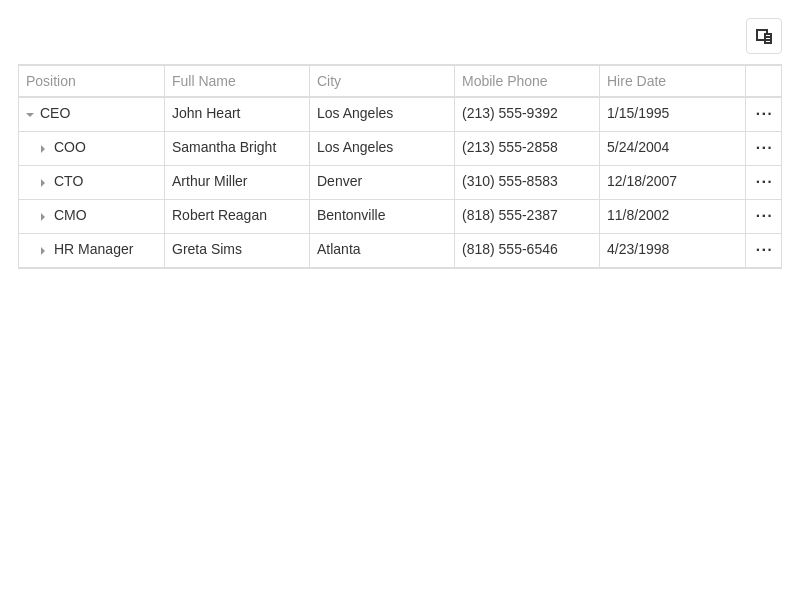 Position Full Name City Mobile Phone Hire Date
CEO John Heart Los Angeles (213) 555-9392 1/15/1995 ...
COO Samantha Bright Los Angeles (213) 555-2858 5/24/2004 ...
CTO Arthur Miller Denver (310) 555-8583 12/18/2007 ...
CMO Robert Reagan Bentonville (818) 555-2387 11/8/2002 ...
HR Manager Greta Sims Atlanta (818) 555-6546 4/23/1998 ...